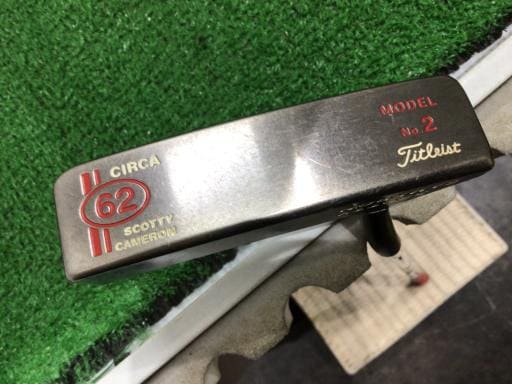 CIRCA
62
SCOTTY
CAMERON
MODEL
No. 2
Titleist